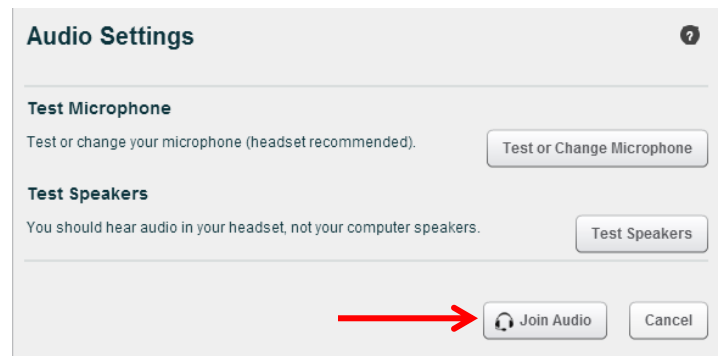 Audio Settings
?
Test Microphone
Test or change your microphone (headset recommended).
Test or Change Microphone
Test Speakers
You should hear audio in your headset, not your computer speakers.
Test Speakers
Join Audio
Cancel